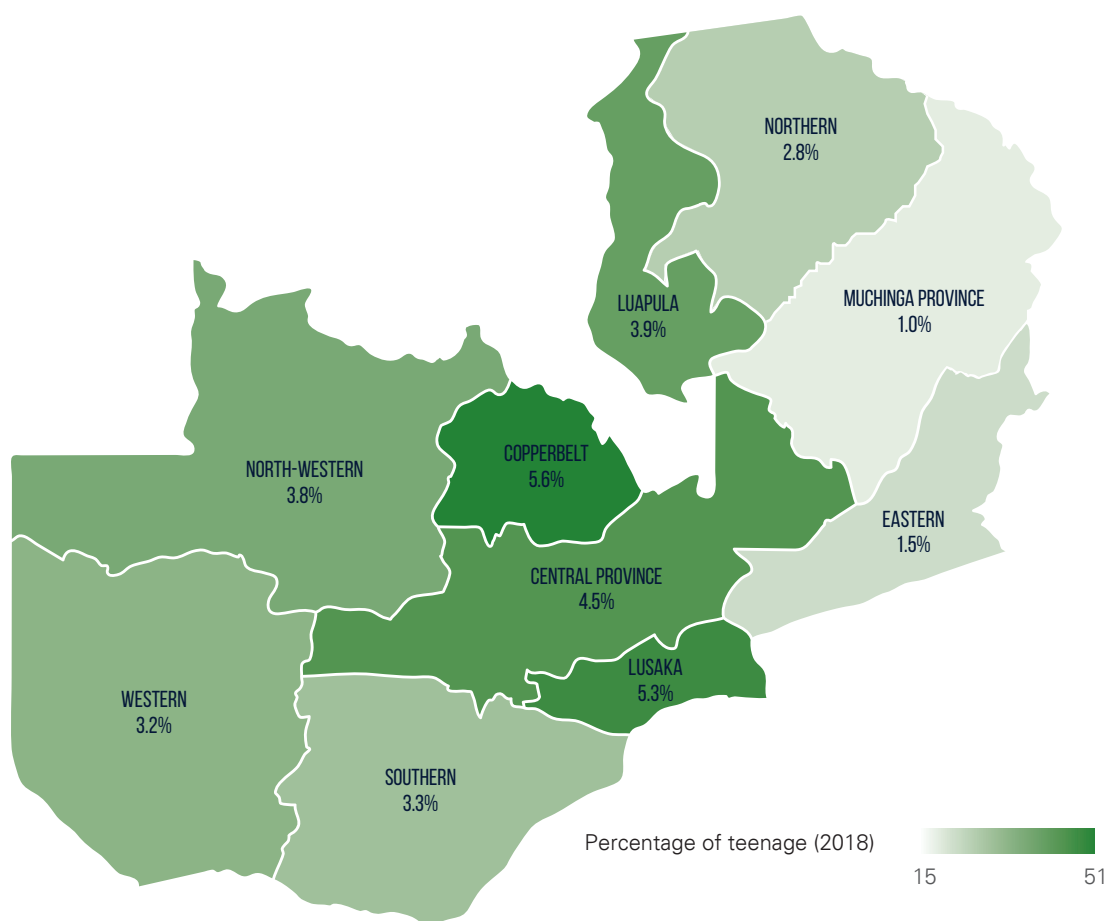 NORTHERN
2.8%
MUCHINGA PROVINCE
1.0%
LUAPULA
3.9%
COPPERBELT
5.6%
NORTH-WESTERN
3.8%
EASTERN
1.5%
CENTRAL PROVINCE
4.5%
LUSAKA
5.3%
WESTERN
3.2%
SOUTHERN
3.3%
Percentage of teenage (2018)
15 51